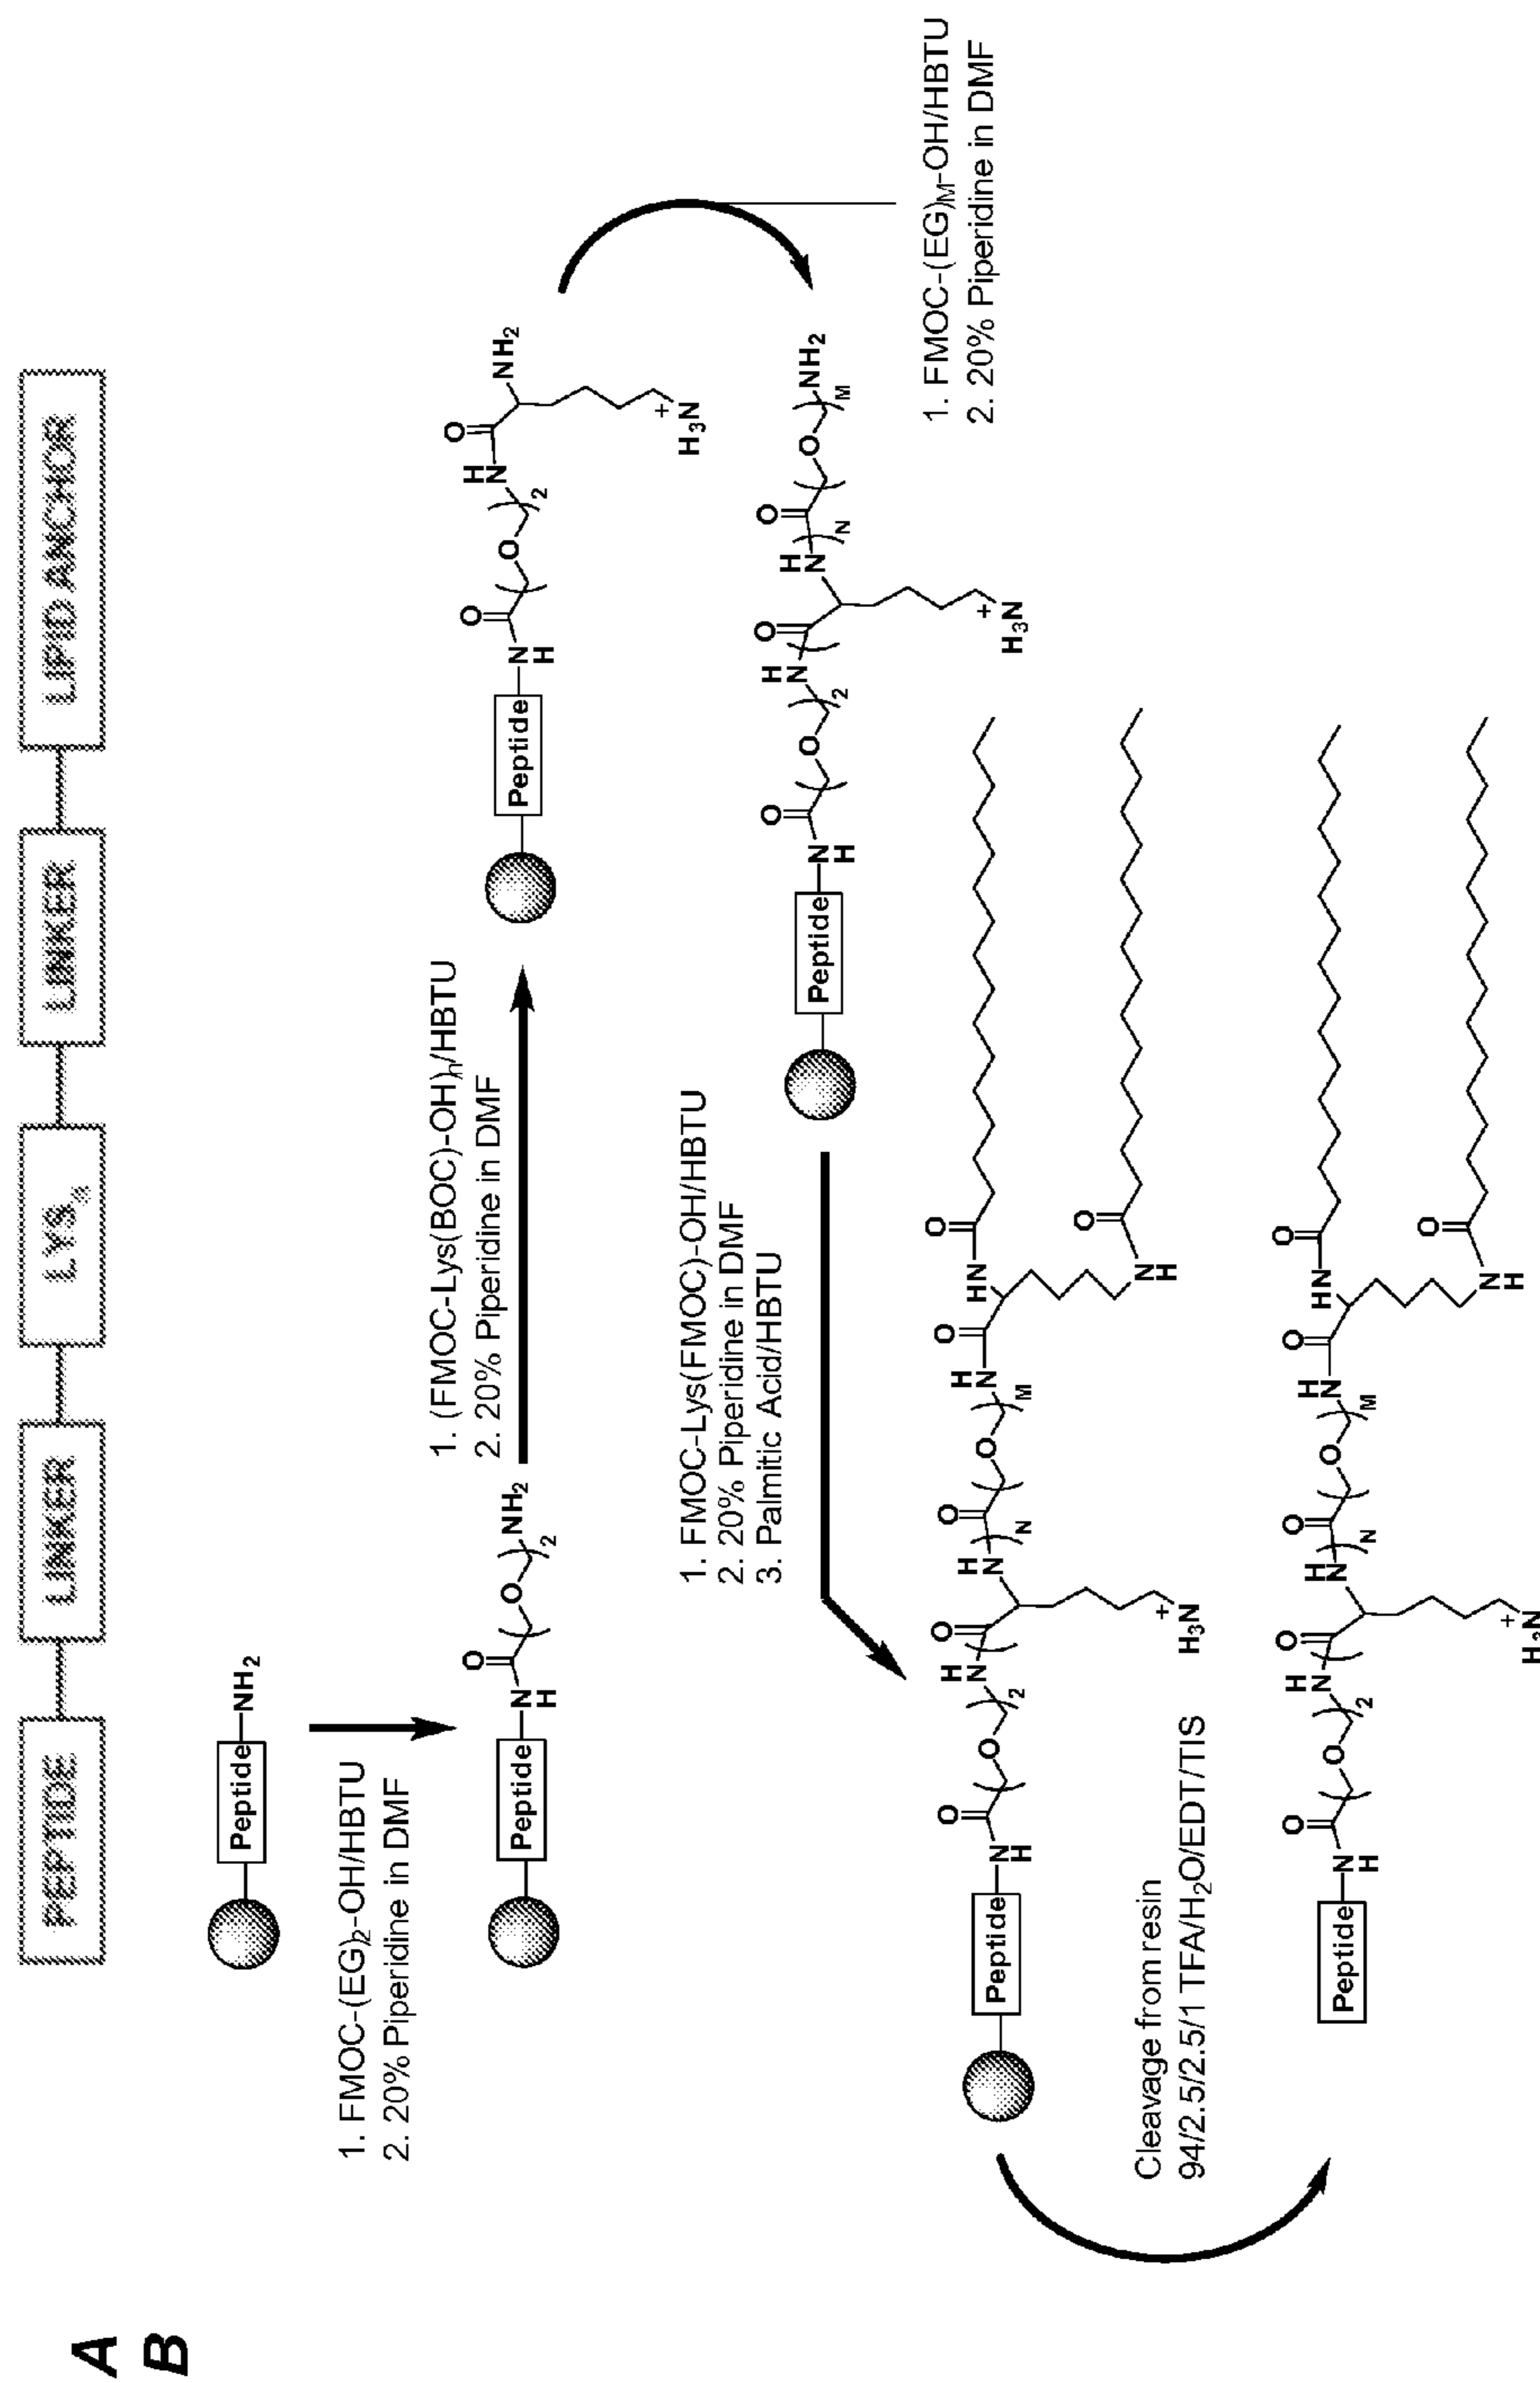 A
PEPTIDE LINKER LYSₙ LINKER LIPID ANCHOR
B
Peptide NH₂
1. FMOC-(EG)₂-OH/HBTU
2. 20% Piperidine in DMF
Peptide N H O O 2 NH₂
1. (FMOC-Lys(BOC)-OH)ₙ/HBTU
2. 20% Piperidine in DMF
Peptide N H O O 2 H N O NH₂ H₃N +
1. FMOC-(EG)M-OH/HBTU
2. 20% Piperidine in DMF
Peptide N H O O 2 H N O H₃N + H N N O O M NH₂
1. FMOC-Lys(FMOC)-OH/HBTU
2. 20% Piperidine in DMF
3. Palmitic Acid/HBTU
Peptide N H O O 2 H N O H₃N + H N N O O M H N O HN O N H O
Cleavage from resin
94/2.5/2.5/1 TFA/H₂O/EDT/TIS
Peptide N H O O 2 H N O H₃N + H N N O O M H N O HN O N H O